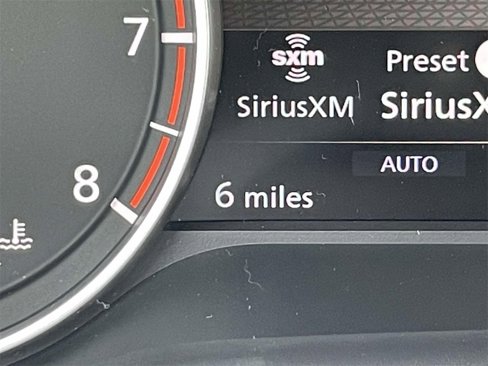 7
8
sxm
SiriusXM
Preset
SiriusX
AUTO
6 miles